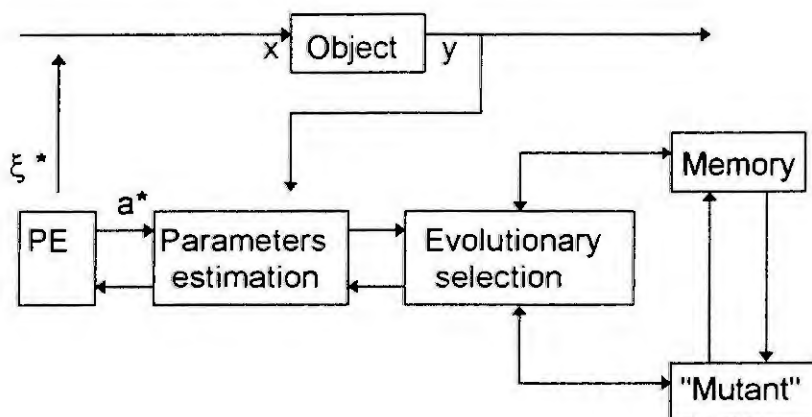 x
Object
y
ξ *
a*
Memory
PE
Parameters
estimation
Evolutionary
selection
"Mutant"